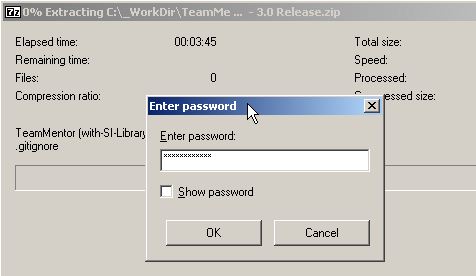 7z 0% Extracting C:\_WorkDir\TeamMe ... - 3.0 Release.zip
Elapsed time: 00:03:45 Total size:
Remaining time: Speed:
Files: 0 Processed:
Compression ratio: ssed size:
Enter password
TeamMentor (with-SI-Library
.gitignore
Enter password:
xxxxxxxxxxxx
Show password
OK Cancel